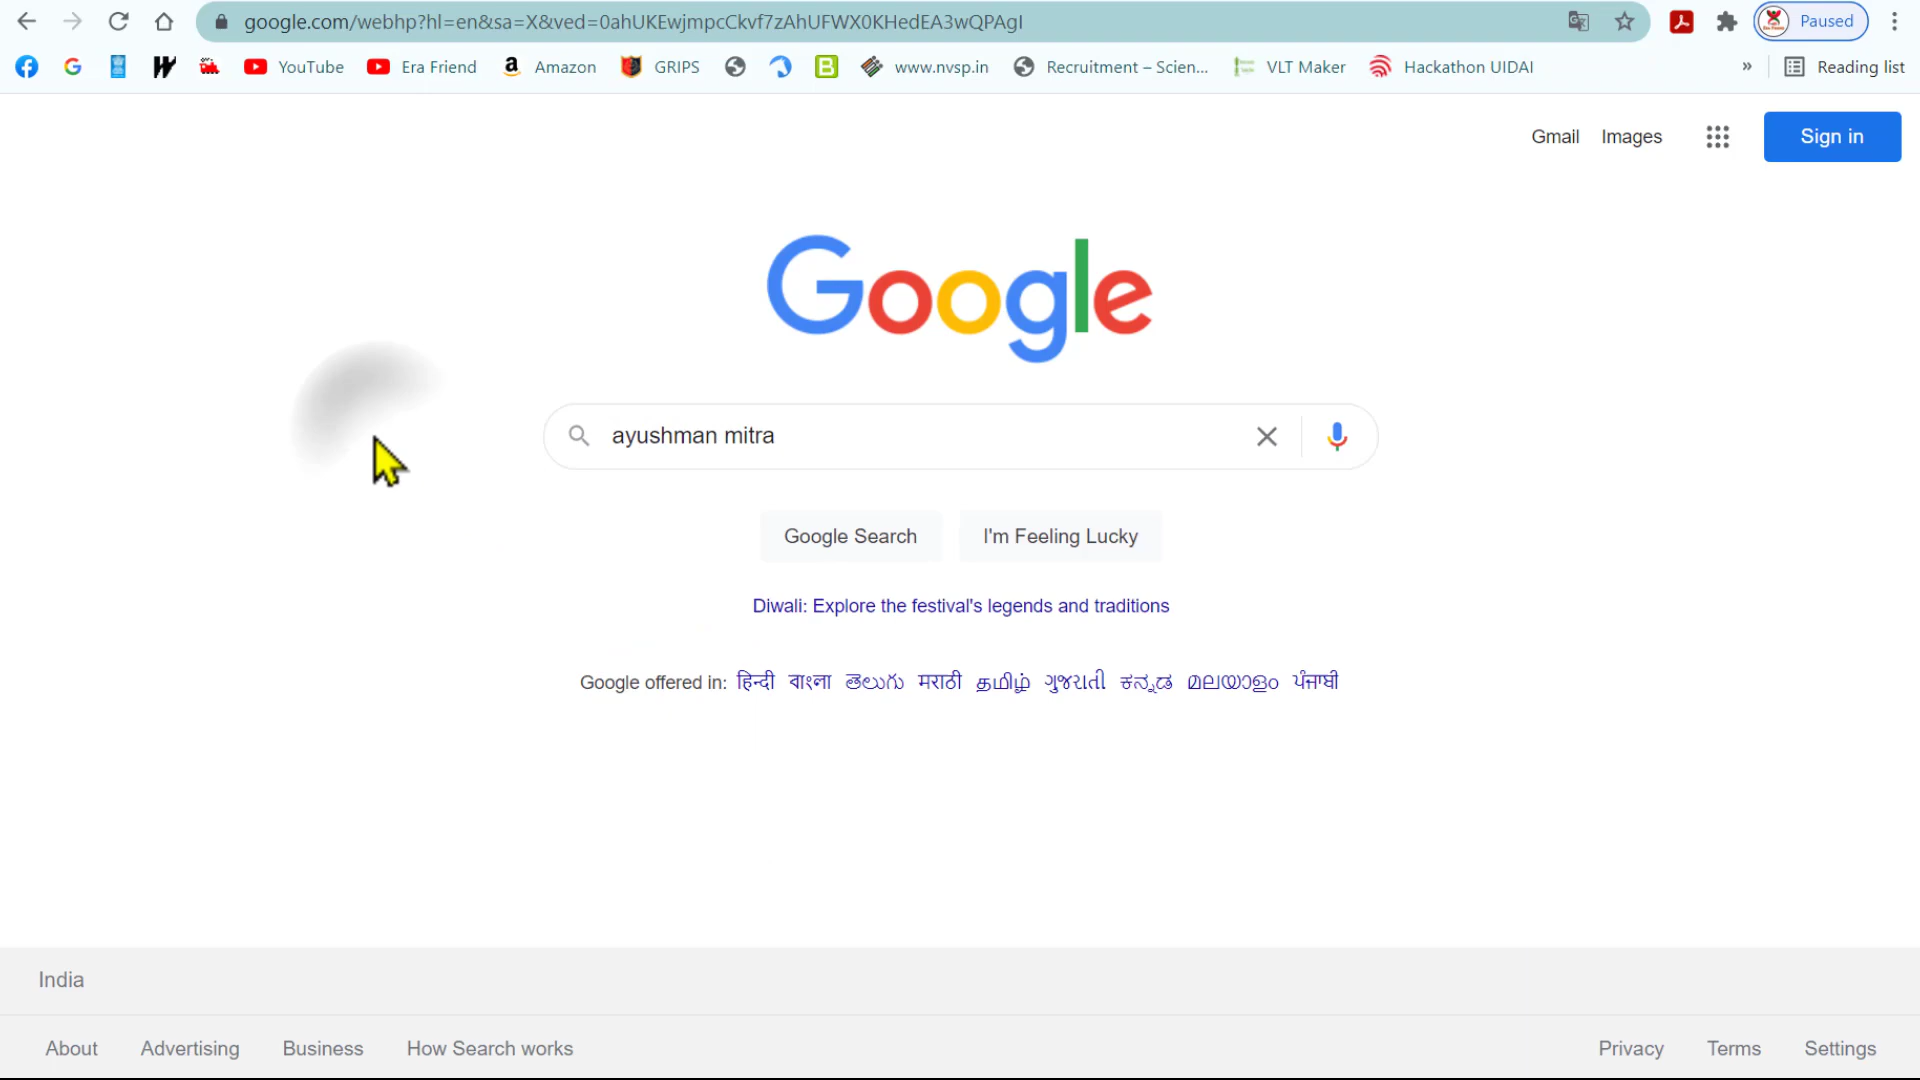 google.com/webhp?hl=en&sa=X&ved=0ahUKEwjmpcCkvf7zAhUFWX0KHedEA3wQPAgI
Paused
YouTube Era Friend Amazon GRIPS www.nvsp.in Recruitment – Scien... VLT Maker Hackathon UIDAI » Reading list
Gmail Images Sign in
Google
ayushman mitra
Google Search I'm Feeling Lucky
Diwali: Explore the festival's legends and traditions
Google offered in: हिन्दी বাংলা తెలుగు मराठी தமிழ் ગુજરાતી ಕನ್ನಡ മലയാളം ਪੰਜਾਬੀ
India
About Advertising Business How Search works Privacy Terms Settings